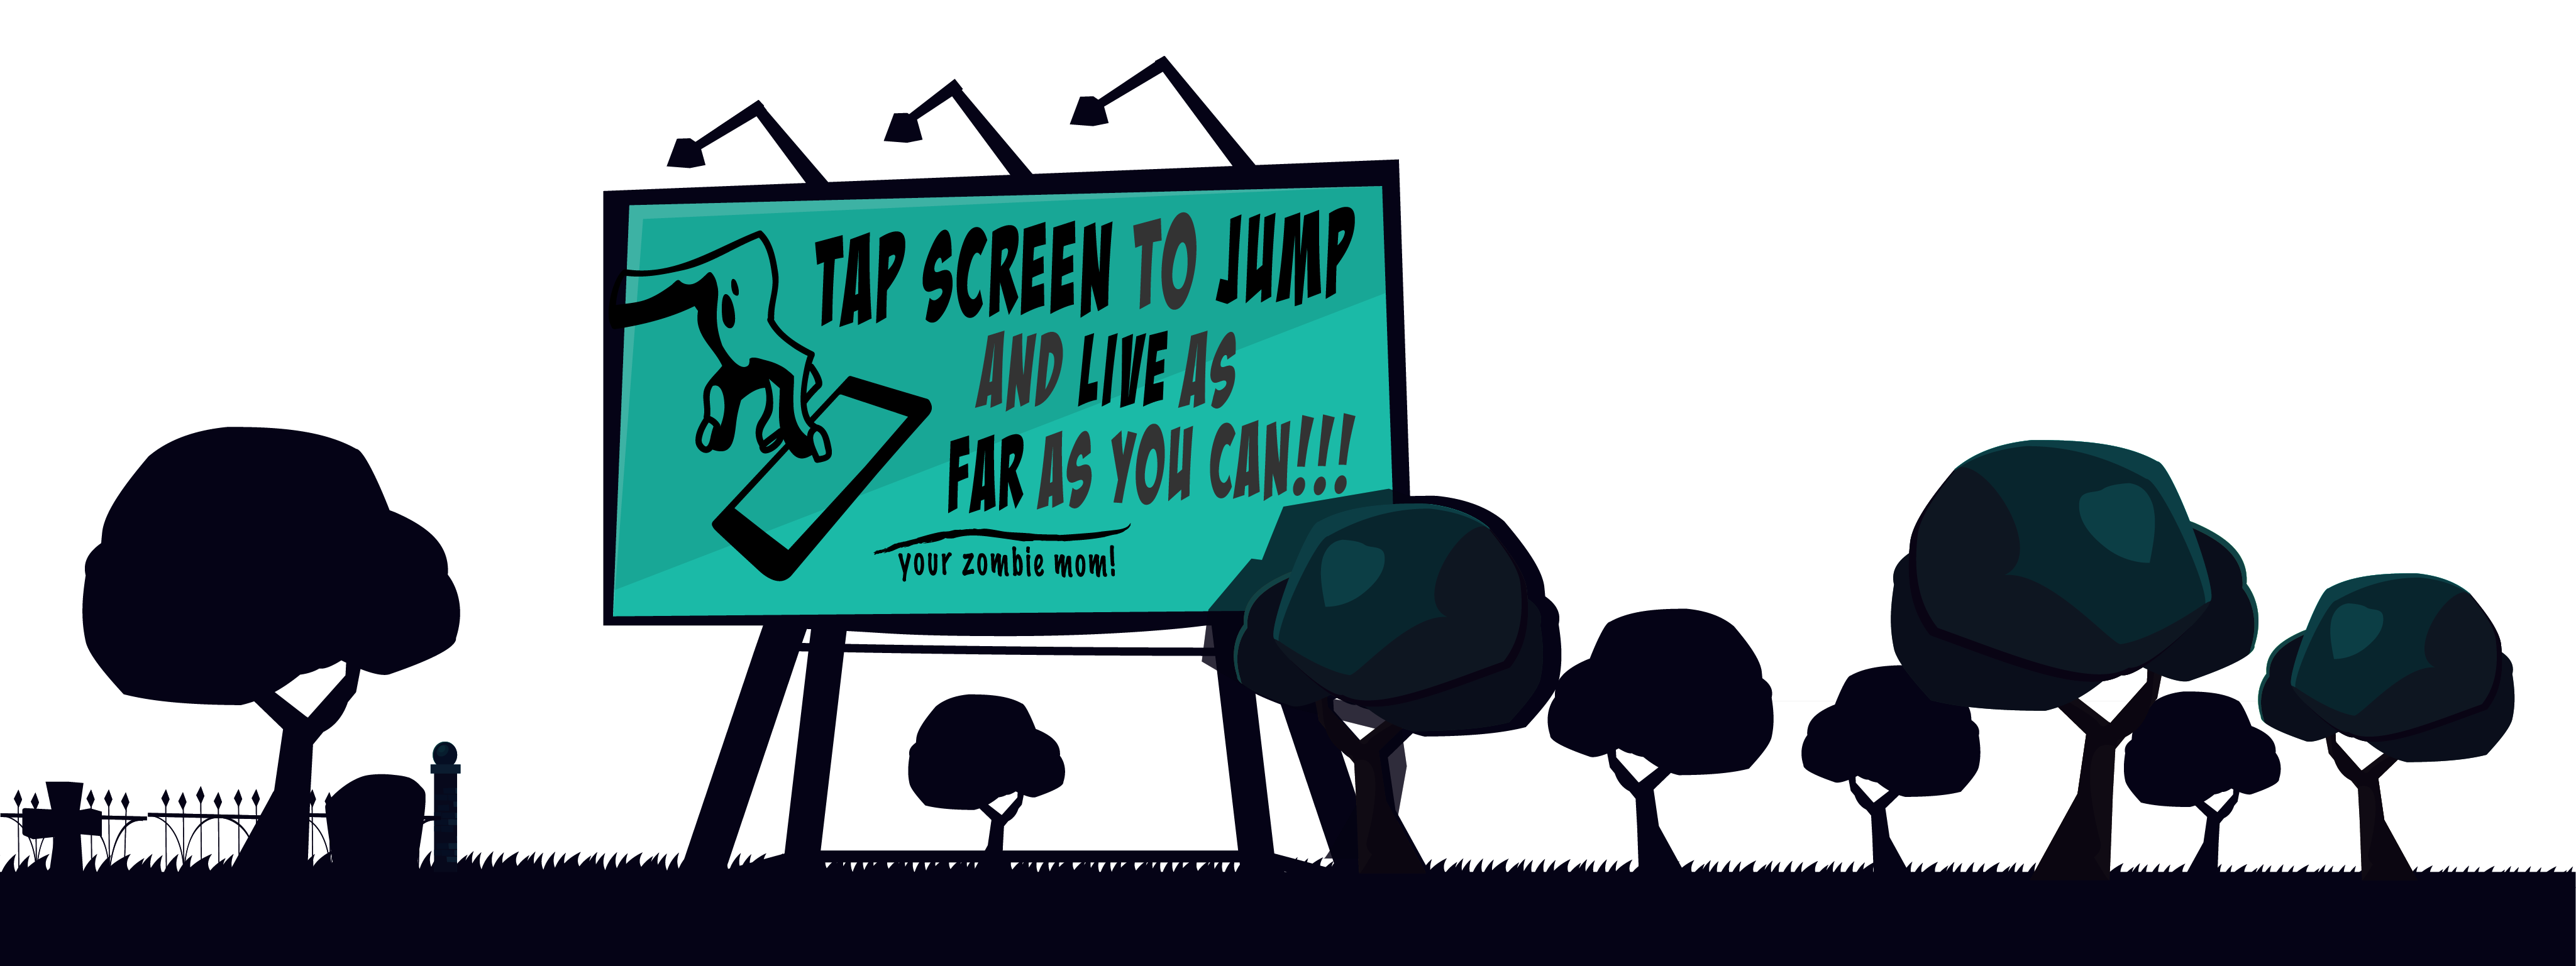 TAP SCREEN TO JUMP
AND LIVE AS
FAR AS YOU CAN!!!
your zombie mom!